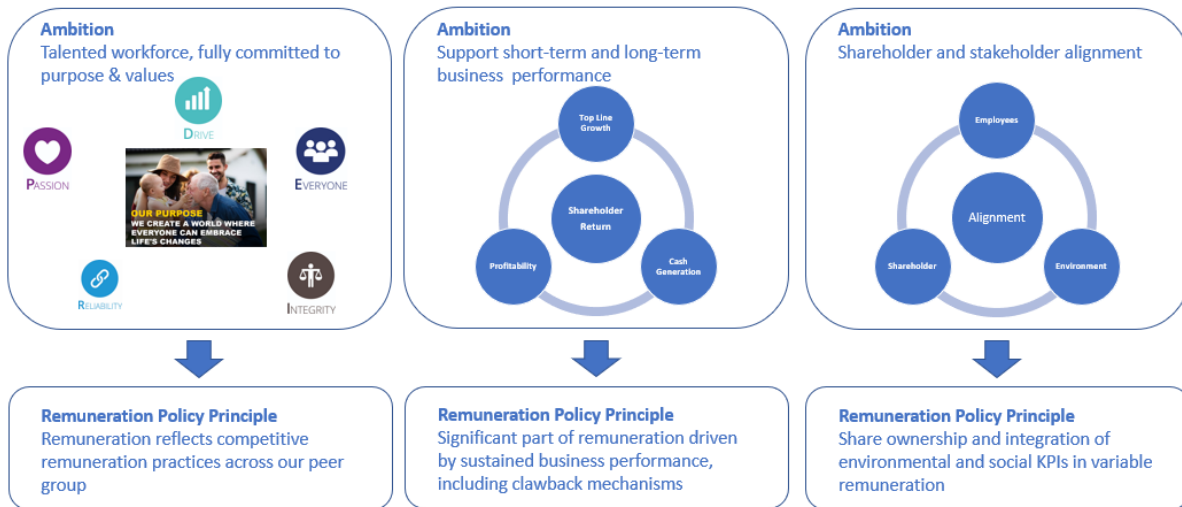 Ambition
Talented workforce, fully committed to
purpose & values
DRIVE
PASSION
EVERYONE
OUR PURPOSE
WE CREATE A WORLD WHERE
EVERYONE CAN EMBRACE
LIFE'S CHANGES
RELIABILITY
INTEGRITY
Remuneration Policy Principle
Remuneration reflects competitive
remuneration practices across our peer
group
Ambition
Support short-term and long-term
business performance
Top Line
Growth
Shareholder
Return
Profitability
Cash
Generation
Remuneration Policy Principle
Significant part of remuneration driven
by sustained business performance,
including clawback mechanisms
Ambition
Shareholder and stakeholder alignment
Employees
Alignment
Shareholder
Environment
Remuneration Policy Principle
Share ownership and integration of
environmental and social KPIs in variable
remuneration